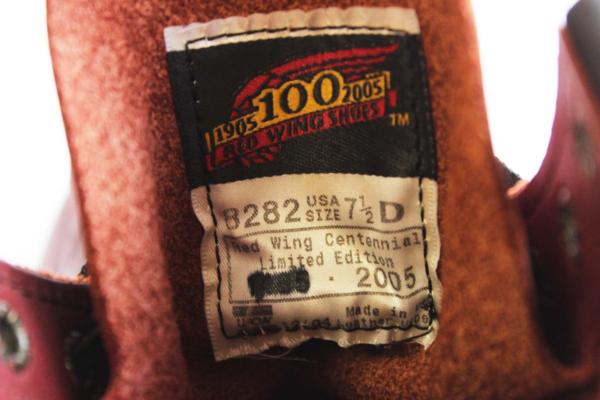 1905 100 2005
RED WING SHOES TM
8282 USA SIZE 7½ D
Red Wing Centennial
Limited Edition
. 2005
Made in